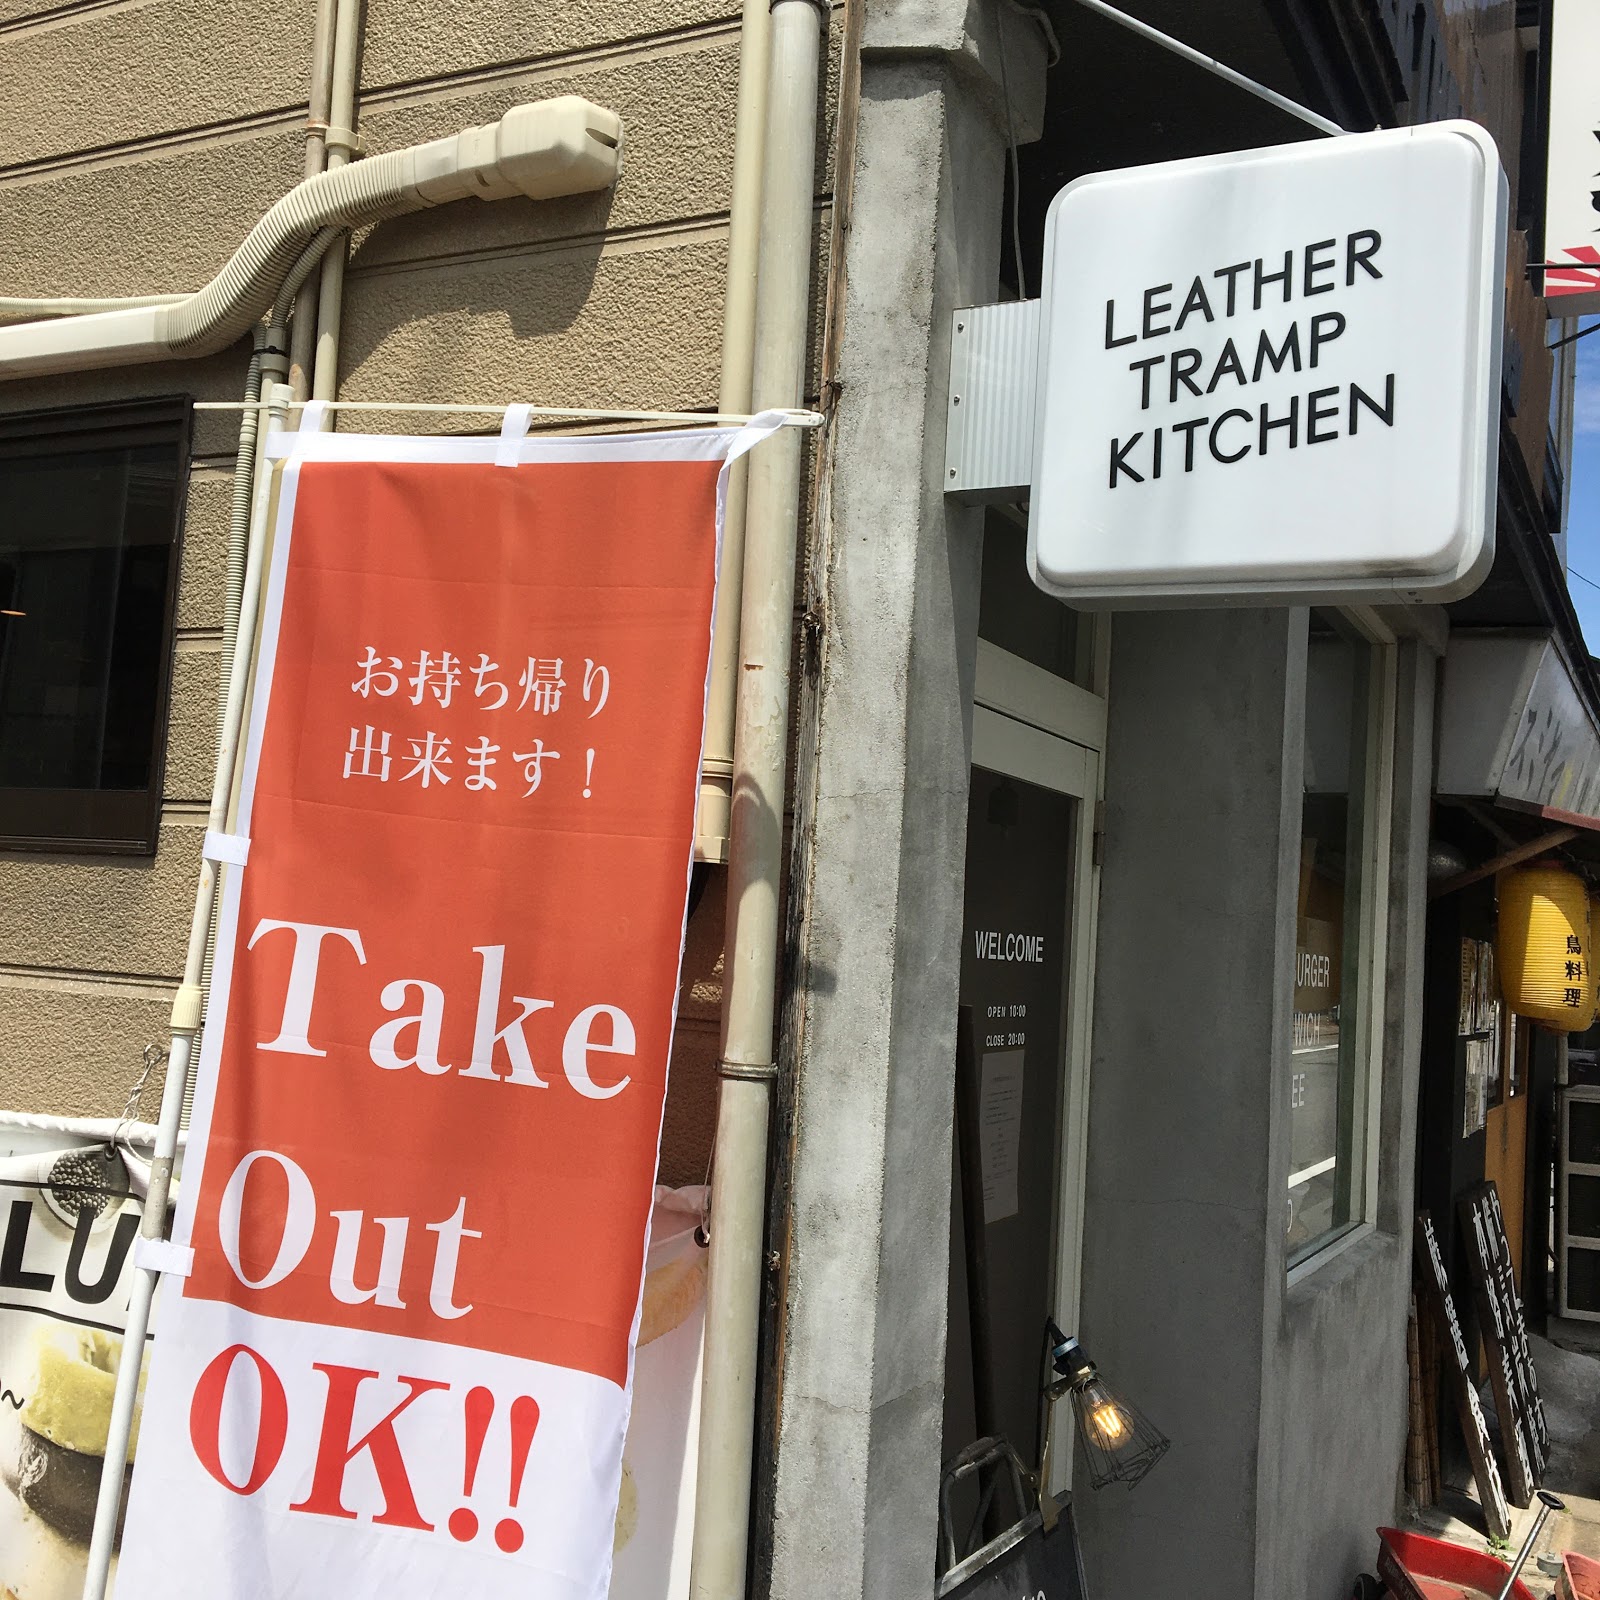 LEATHER
TRAMP
KITCHEN
お持ち帰り
出来ます！
Take
Out
OK!!
WELCOME
OPEN 10:00
CLOSE 20:00
鳥料理